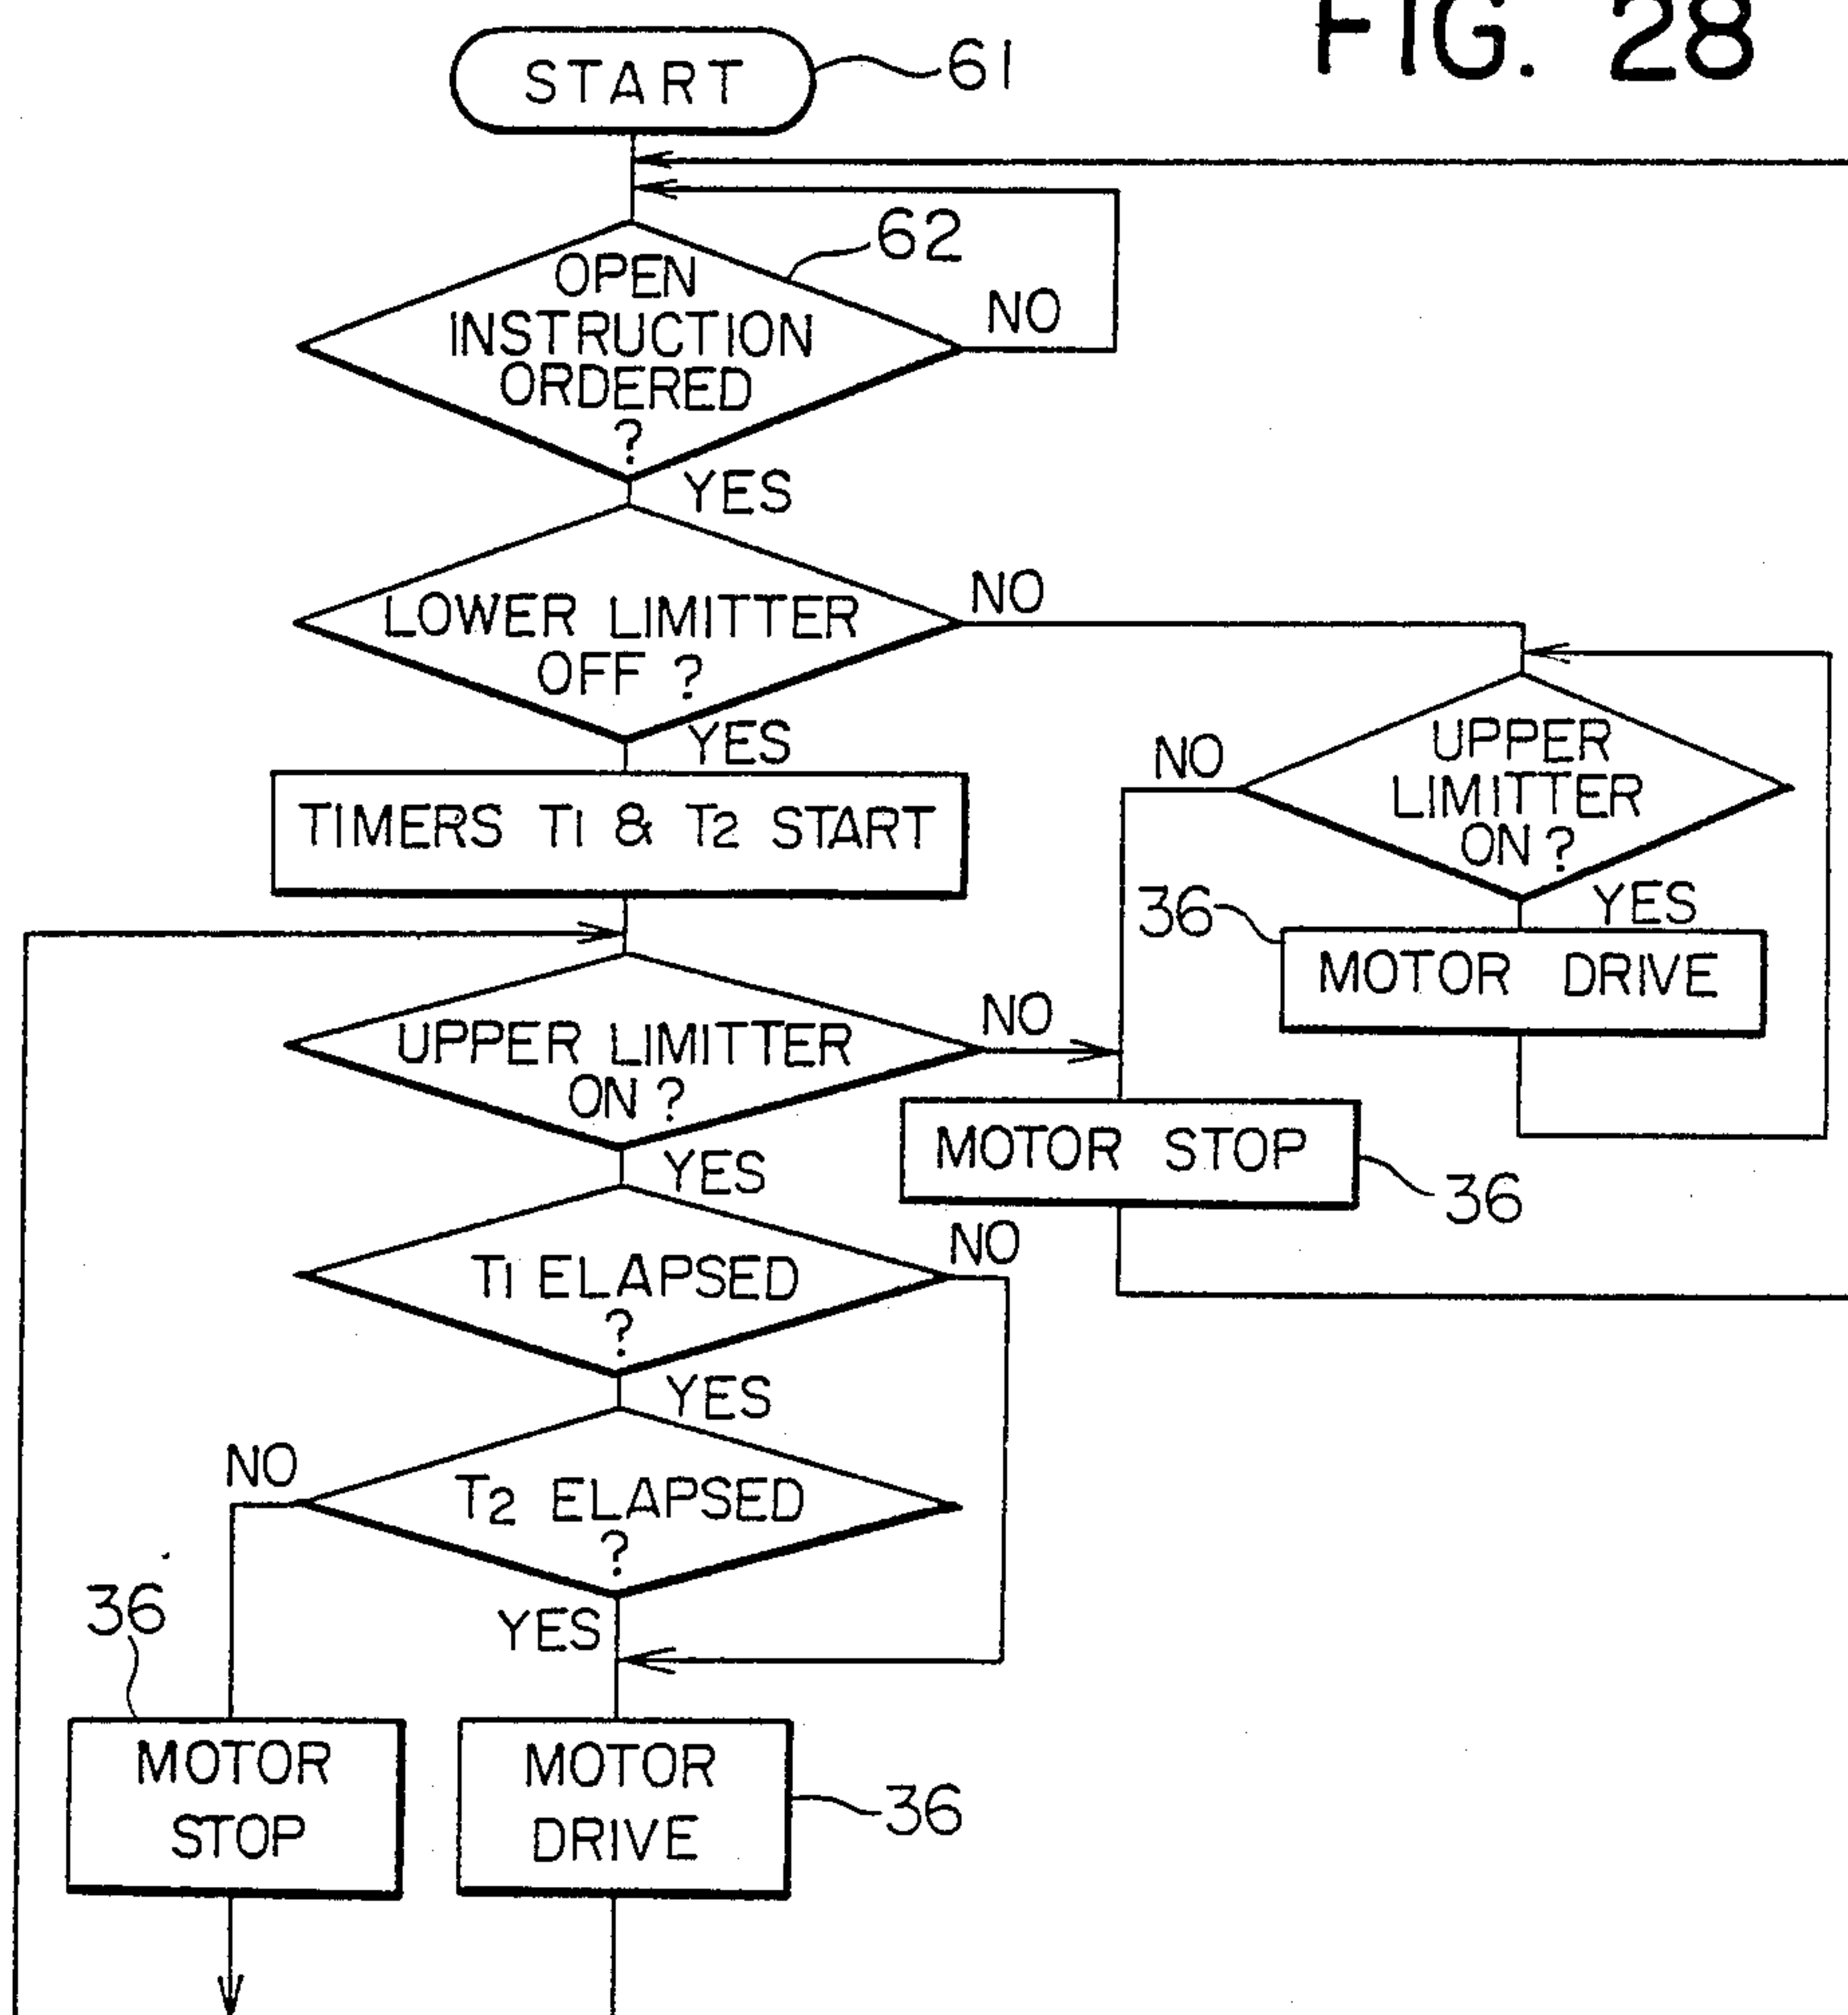 FIG. 28
START
61
62
OPEN
INSTRUCTION
ORDERED
?
NO
YES
LOWER LIMITTER
OFF ?
NO
YES
TIMERS T1 & T2 START
UPPER
LIMITTER
ON ?
NO
YES
36
MOTOR DRIVE
UPPER LIMITTER
ON ?
NO
YES
MOTOR STOP
36
T1 ELAPSED
?
NO
YES
T2 ELAPSED
?
NO
YES
36
MOTOR
STOP
MOTOR
DRIVE
36